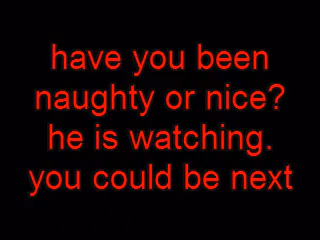 have you been
naughty or nice?
he is watching.
you could be next